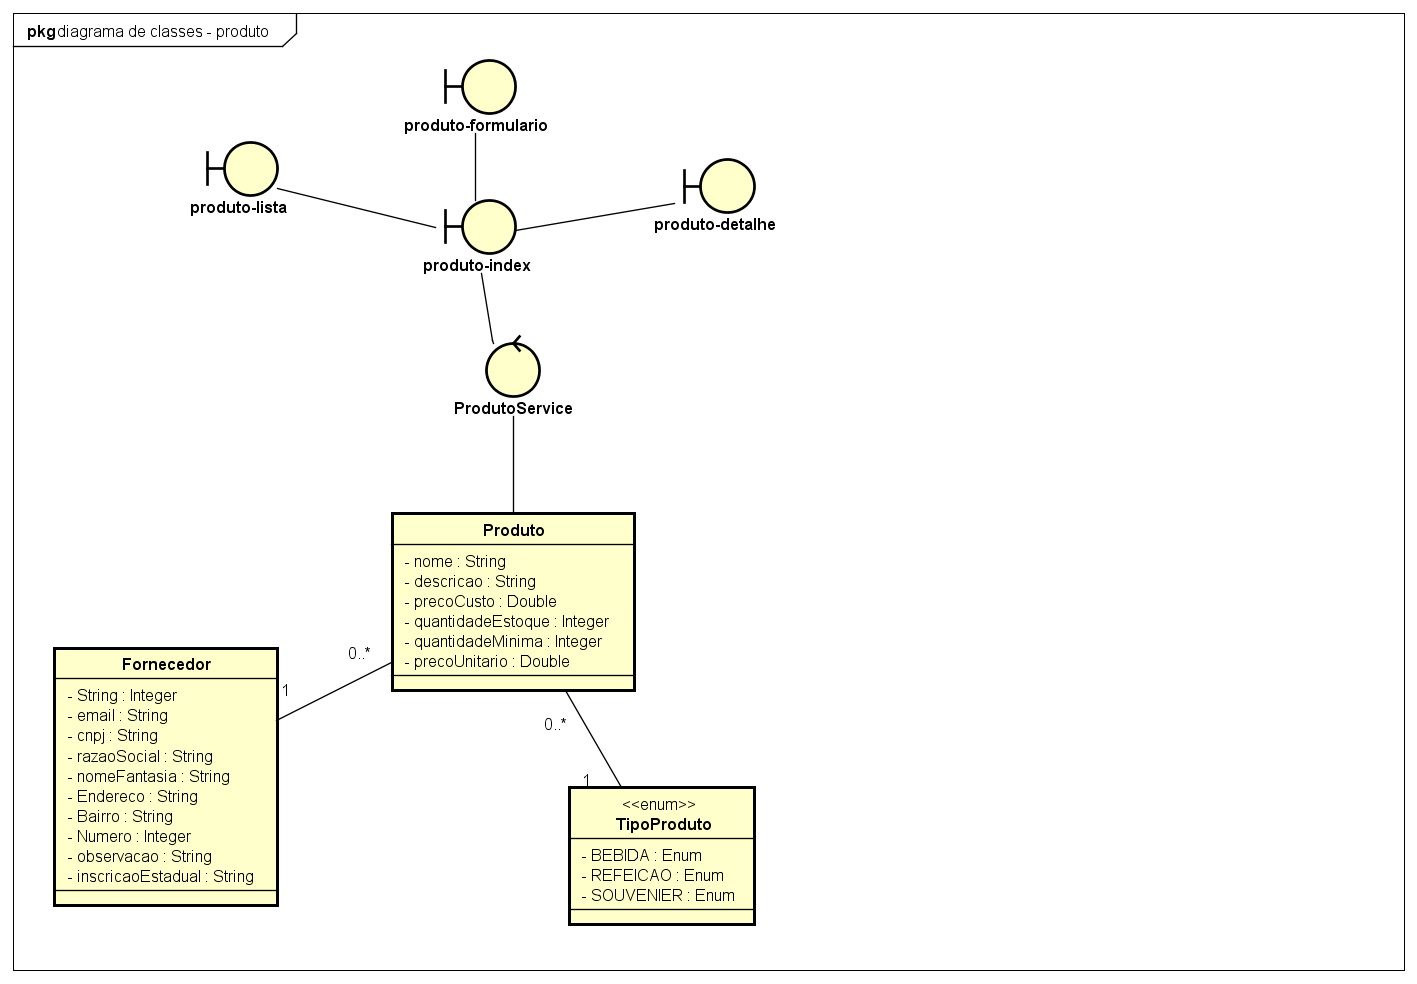 pkg diagrama de classes - produto
produto-formulario
produto-lista
produto-detalhe
produto-index
ProdutoService
Produto
- nome : String
- descricao : String
- precoCusto : Double
- quantidadeEstoque : Integer
- quantidadeMinima : Integer
- precoUnitario : Double
0..*
1
Fornecedor
- String : Integer
- email : String
- cnpj : String
- razaoSocial : String
- nomeFantasia : String
- Endereco : String
- Bairro : String
- Numero : Integer
- observacao : String
- inscricaoEstadual : String
0..*
1
<<enum>>
TipoProduto
- BEBIDA : Enum
- REFEICAO : Enum
- SOUVENIER : Enum